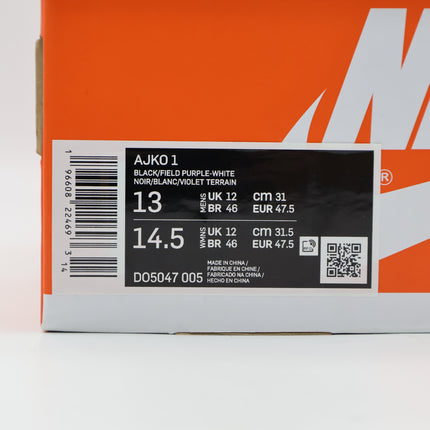 NIKE
®
AJKO 1
BLACK/FIELD PURPLE-WHITE
NOIR/BLANC/VIOLET TERRAIN
13 MENS UK 12 cm 31
BR 46 EUR 47.5
14.5 WMNS UK 12 cm 31.5
BR 46 EUR 47.5
MADE IN CHINA /
FABRIQUE EN CHINE /
FABRICADO NA CHINA /
HECHO EN CHINA
DO5047 005
1 96608 22469 3 14